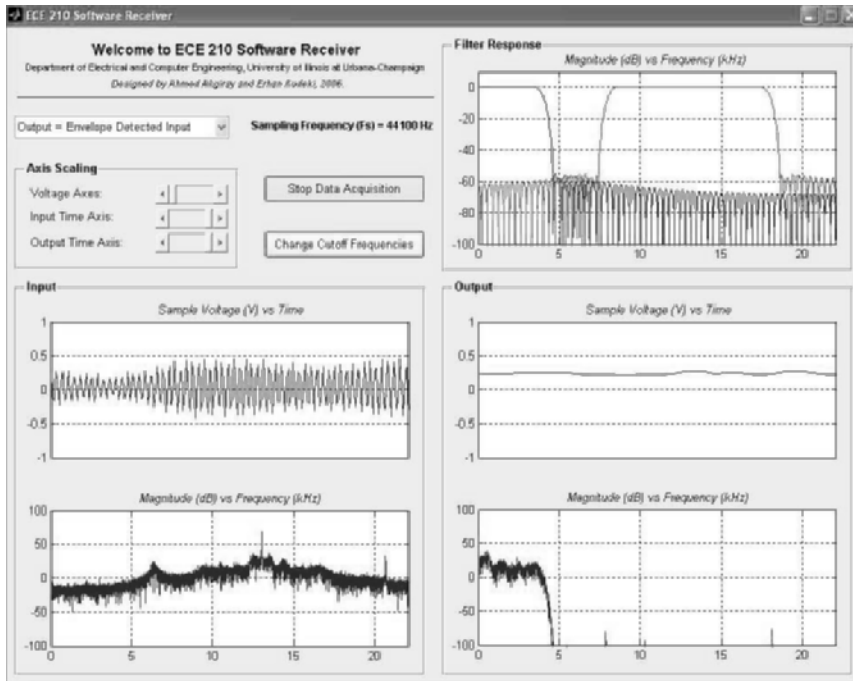 ECE 210 Software Receiver
Welcome to ECE 210 Software Receiver
Department of Electrical and Computer Engineering, University of Illinois at Urbana-Champaign
Designed by Ahmed Aligirzy and Erhan Kudeki, 2006.
Output = Envelope Detected Input
Sampling Frequency (Fs) = 44100 Hz
Axis Scaling
Voltage Axes:
Input Time Axis:
Output Time Axis:
Stop Data Acquisition
Change Cutoff Frequencies
Filter Response
Magnitude (dB) vs Frequency (kHz)
0
-20
-40
-60
-80
-100
0 5 10 15 20
Input
Sample Voltage (V) vs Time
1
0.5
0
-0.5
-1
Magnitude (dB) vs Frequency (kHz)
100
50
0
-50
-100
0 5 10 15 20
Output
Sample Voltage (V) vs Time
1
0.5
0
-0.5
-1
Magnitude (dB) vs Frequency (kHz)
100
50
0
-50
-100
0 5 10 15 20